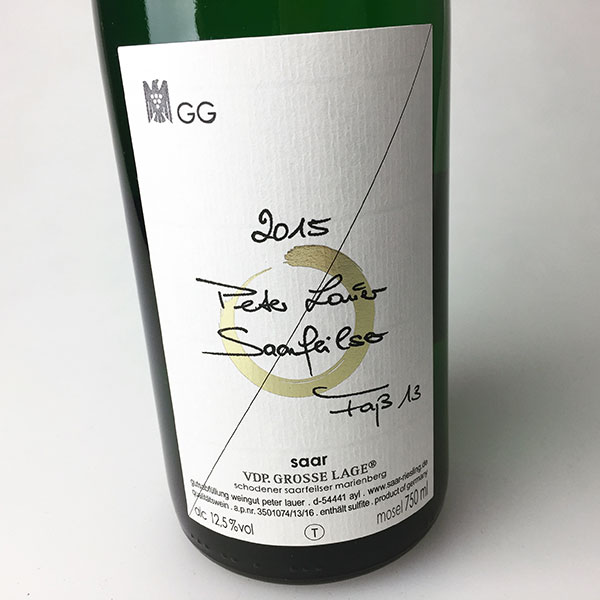 GG
2015
Peter Lauer
Saarfeilser
Faß 13
saar
VDP. GROSSE LAGE®
schodener saarfeilser marienberg
gutsabfüllung weingut peter lauer . d-54441 ayl . www.saar-riesling.de
qualitätswein . a.p.nr. 3501074/13/16 . enthält sulfite . product of germany
alc 12,5%vol
T
mosel 750 ml